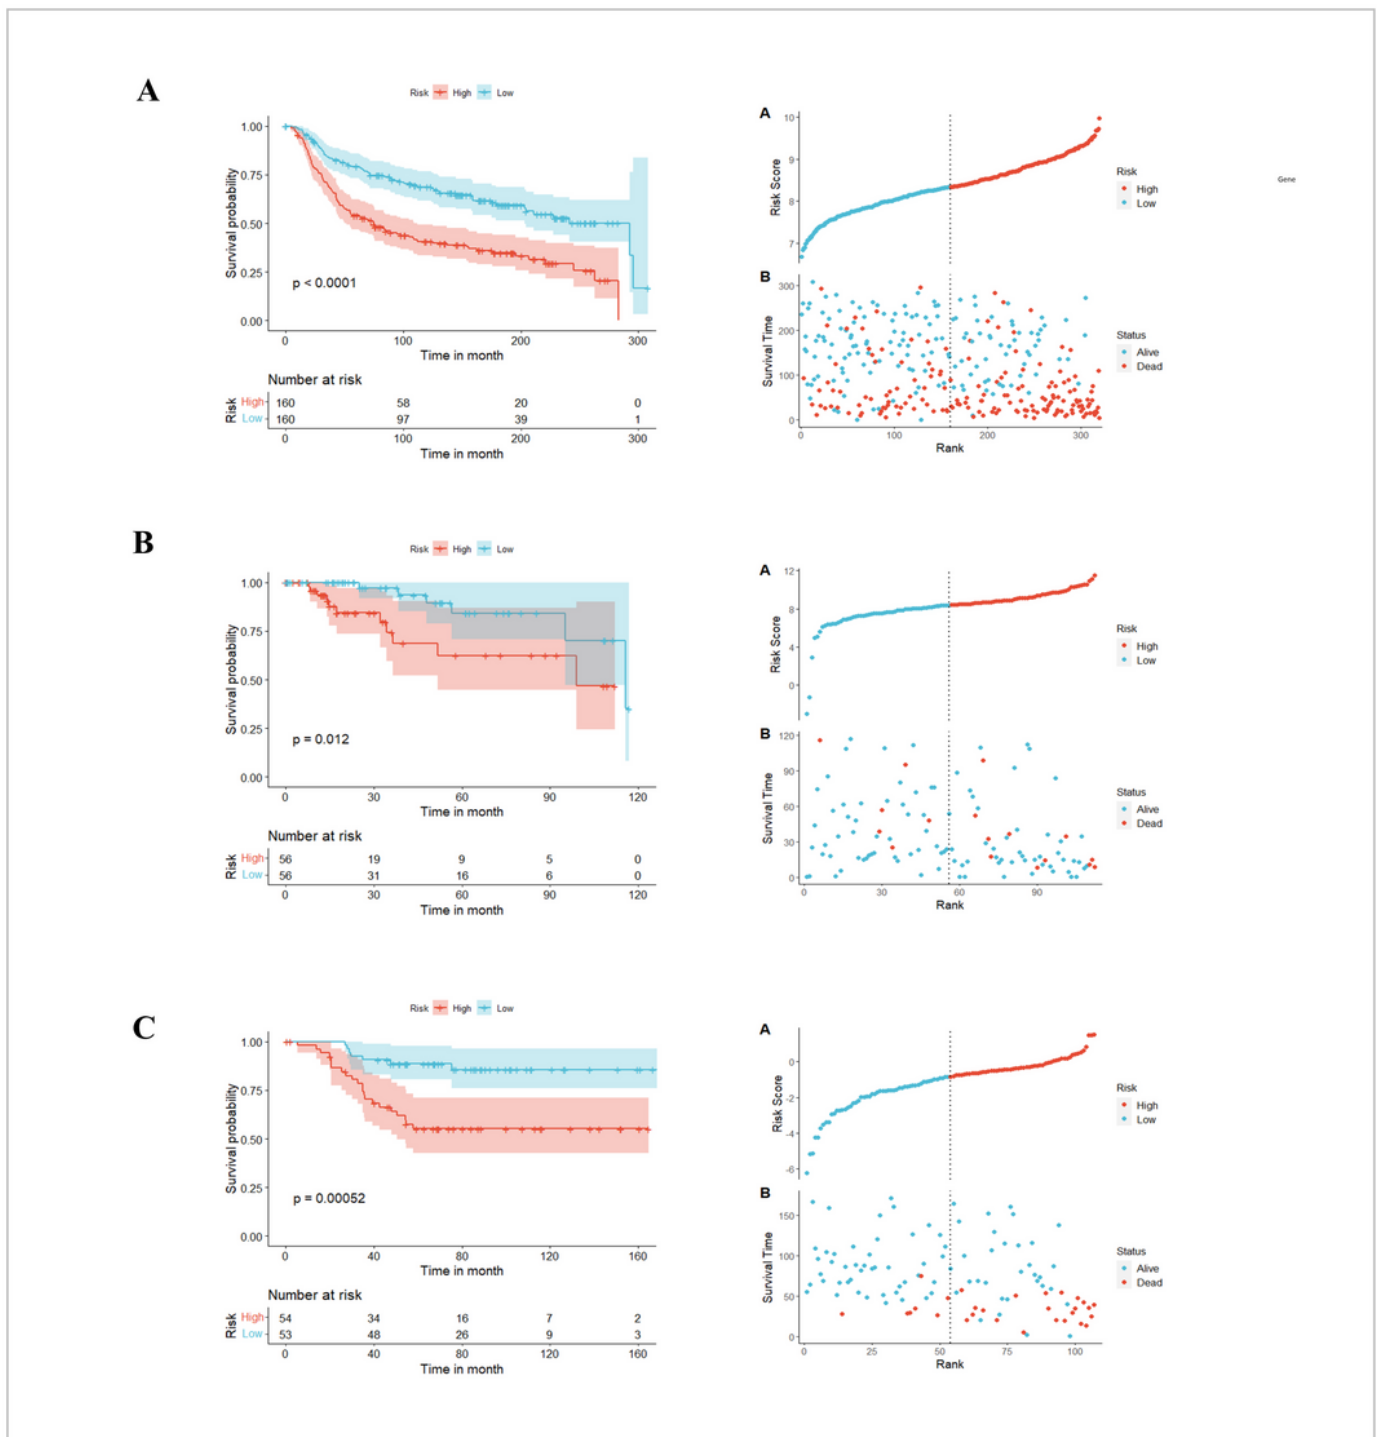 A
Risk High Low
Survival probability
1.00
0.75
0.50
0.25
0.00
p < 0.0001
0 100 200 300
Time in month
Number at risk
Risk
High 160 58 20 0
Low 160 97 39 1
0 100 200 300
Time in month
A
Risk Score
10
9
8
7
Risk
High
Low
Gene
B
Survival Time
300
200
100
0
0 100 200 300
Rank
Status
Alive
Dead
B
Risk High Low
Survival probability
1.00
0.75
0.50
0.25
0.00
p = 0.012
0 30 60 90 120
Time in month
Number at risk
Risk
High 56 19 9 5 0
Low 56 31 16 6 0
0 30 60 90 120
Time in month
A
Risk Score
12
8
4
0
Risk
High
Low
B
Survival Time
120
90
60
30
0
0 30 60 90
Rank
Status
Alive
Dead
C
Risk High Low
Survival probability
1.00
0.75
0.50
0.25
0.00
p = 0.00052
0 40 80 120 160
Time in month
Number at risk
Risk
High 54 34 16 7 2
Low 53 48 26 9 3
0 40 80 120 160
Time in month
A
Risk Score
0
-2
-4
-6
Risk
High
Low
B
Survival Time
150
100
50
0
0 25 50 75 100
Rank
Status
Alive
Dead